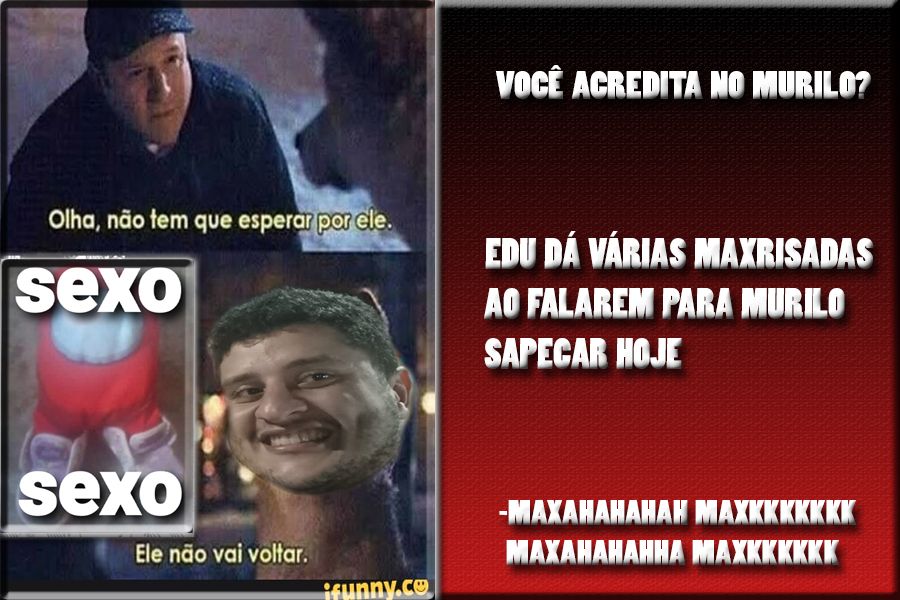 Olha, não tem que esperar por ele.
sexo
sexo
Ele não vai voltar.
ifunny.co
VOCÊ ACREDITA NO MURILO?
EDU DÁ VÁRIAS MAXRISADAS
AO FALAREM PARA MURILO
SAPECAR HOJE
-MAXAHAHAHAH MAXKKKKKKK
MAXAHAHAHHA MAXKKKKKK